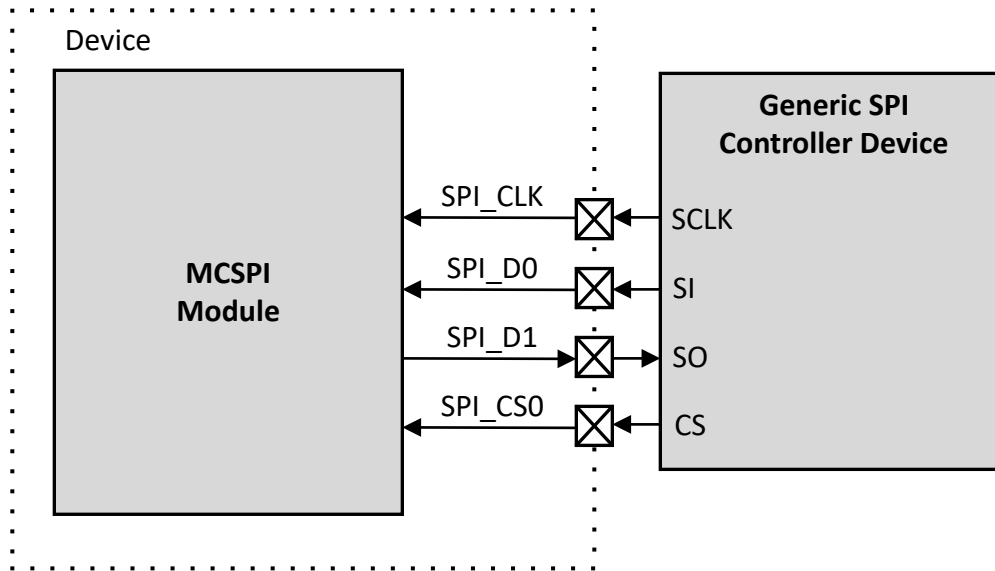 Device
Generic SPI
Controller Device
SPI_CLK
SCLK
SPI_D0
SI
MCSPI
Module
SPI_D1
SO
SPI_CS0
CS